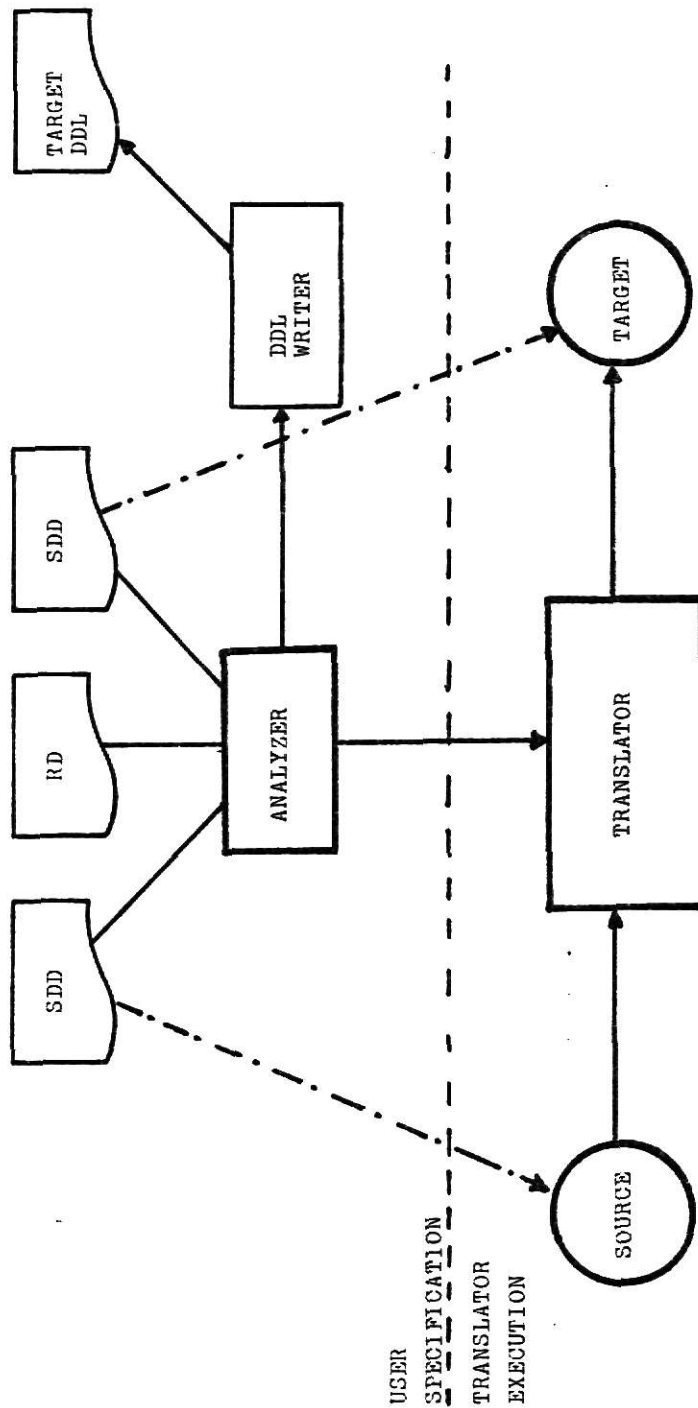 SDD
RD
SDD
TARGET
DDL
ANALYZER
DDL
WRITER
USER
SPECIFICATION
TRANSLATOR
EXECUTION
SOURCE
TRANSLATOR
TARGET